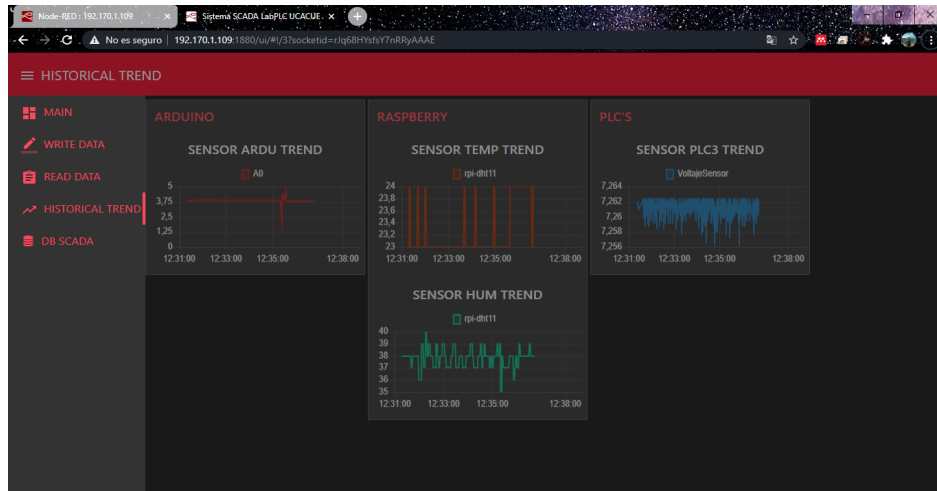 Node-RED : 192.170.1.109
Sistema SCADA LabPLC UCACUE
No es seguro
192.170.1.109:1880/ui/#!/3?socketid=rJq68HYsfsY7nRRyAAAE
HISTORICAL TREND
MAIN
WRITE DATA
READ DATA
HISTORICAL TREND
DB SCADA
ARDUINO
SENSOR ARDU TREND
A0
5
3,75
2,5
1,25
0
12:31:00 12:33:00 12:35:00 12:38:00
RASPBERRY
SENSOR TEMP TREND
rpi-dht11
24
23,8
23,6
23,4
23,2
23
12:31:00 12:33:00 12:35:00 12:38:00
SENSOR HUM TREND
rpi-dht11
40
39
38
37
36
35
12:31:00 12:33:00 12:35:00 12:38:00
PLC'S
SENSOR PLC3 TREND
VoltajeSensor
7,264
7,262
7,26
7,258
7,256
12:31:00 12:33:00 12:35:00 12:38:00